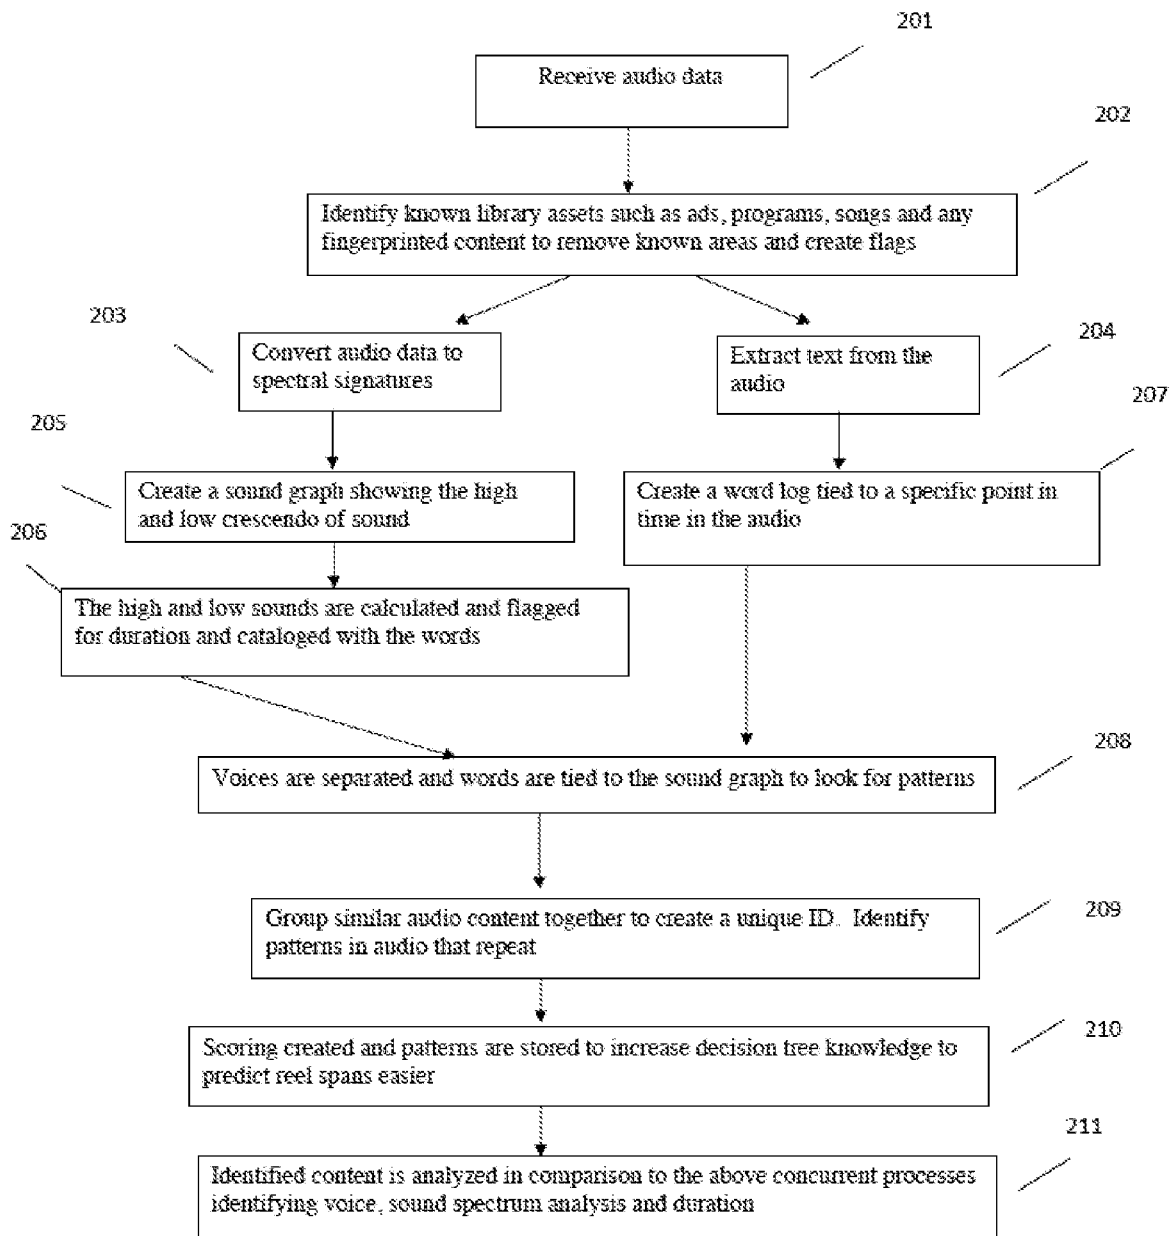 201
Receive audio data
202
Identify known library assets such as ads, programs, songs and any
fingerprinted content to remove known areas and create flags
203
Convert audio data to
spectral signatures
204
Extract text from the
audio
205
Create a sound graph showing the high
and low crescendo of sound
206
The high and low sounds are calculated and flagged
for duration and cataloged with the words
207
Create a word log tied to a specific point in
time in the audio
208
Voices are separated and words are tied to the sound graph to look for patterns
209
Group similar audio content together to create a unique ID. Identify
patterns in audio that repeat
210
Scoring created and patterns are stored to increase decision tree knowledge to
predict reel spans easier
211
Identified content is analyzed in comparison to the above concurrent processes
identifying voice, sound spectrum analysis and duration